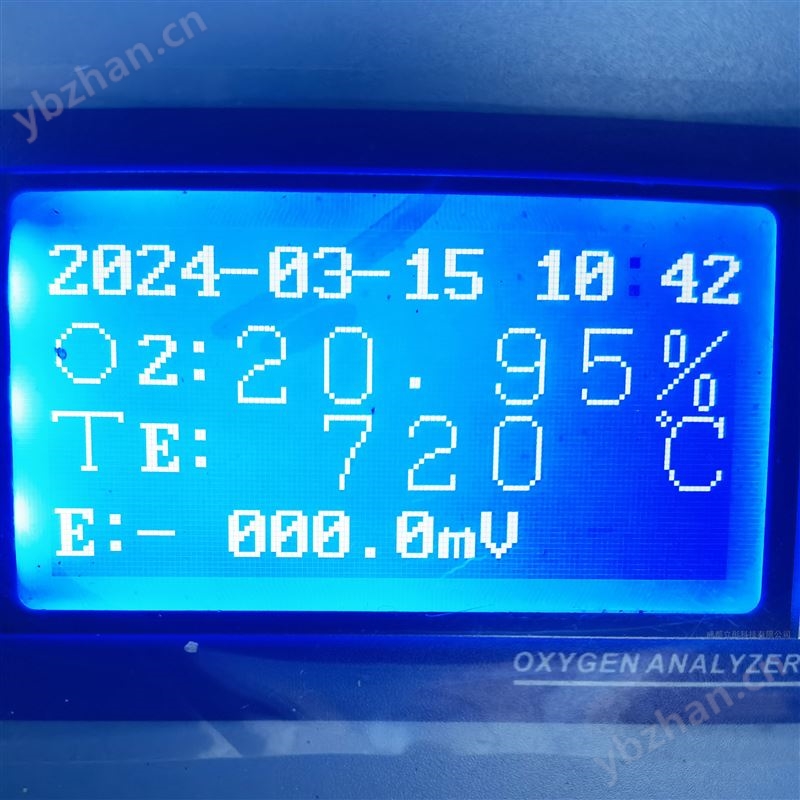 ybzhan.cn
2024-03-15 10:42
O2:20.95%
TE: 720 ℃
E:- 000.0mV
OXYGEN ANALYZER
ybzhan.cn